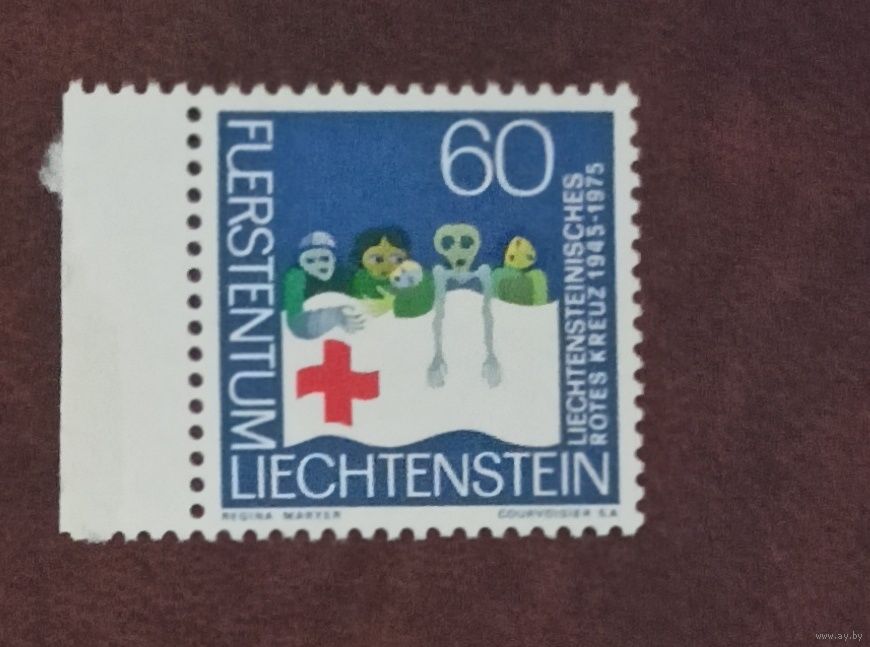 60
FUERSTENTUM
LIECHTENSTEIN
LIECHTENSTEINISCHES
ROTES KREUZ 1945-1975
REGINA MARXER
COURVOISIER S.A
www.ay.by